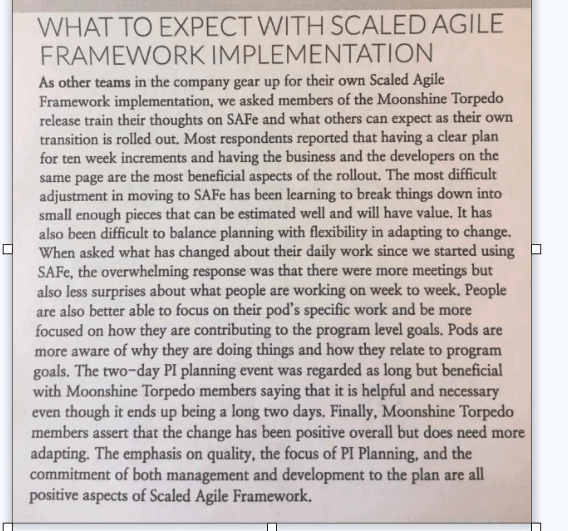 WHAT TO EXPECT WITH SCALED AGILE
FRAMEWORK IMPLEMENTATION
As other teams in the company gear up for their own Scaled Agile
Framework implementation, we asked members of the Moonshine Torpedo
release train their thoughts on SAFe and what others can expect as their own
transition is rolled out. Most respondents reported that having a clear plan
for ten week increments and having the business and the developers on the
same page are the most beneficial aspects of the rollout. The most difficult
adjustment in moving to SAFe has been learning to break things down into
small enough pieces that can be estimated well and will have value. It has
also been difficult to balance planning with flexibility in adapting to change.
When asked what has changed about their daily work since we started using
SAFe, the overwhelming response was that there were more meetings but
also less surprises about what people are working on week to week. People
are also better able to focus on their pod's specific work and be more
focused on how they are contributing to the program level goals. Pods are
more aware of why they are doing things and how they relate to program
goals. The two-day PI planning event was regarded as long but beneficial
with Moonshine Torpedo members saying that it is helpful and necessary
even though it ends up being a long two days. Finally, Moonshine Torpedo
members assert that the change has been positive overall but does need more
adapting. The emphasis on quality, the focus of PI Planning, and the
commitment of both management and development to the plan are all
positive aspects of Scaled Agile Framework.